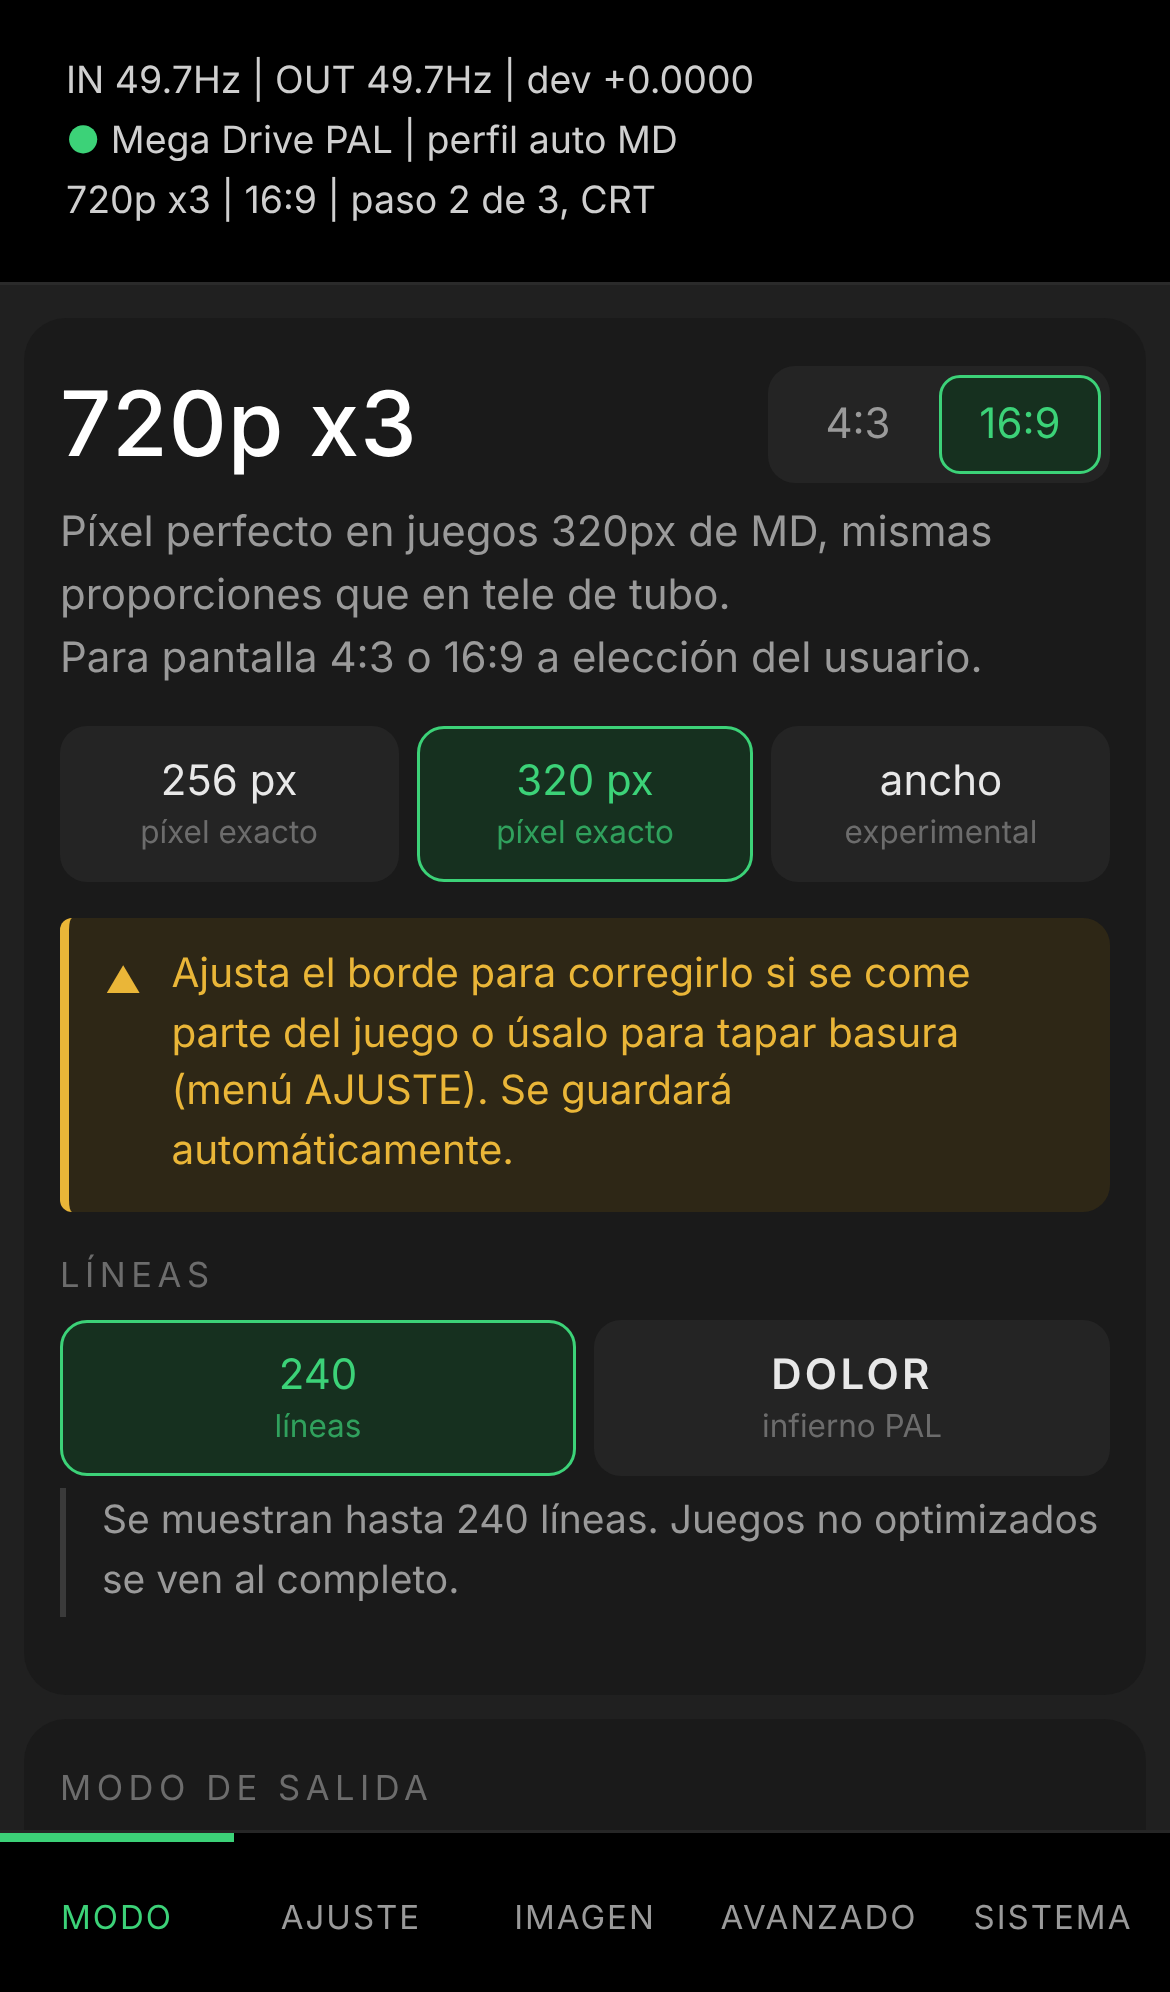 IN 49.7Hz | OUT 49.7Hz | dev +0.0000
Mega Drive PAL | perfil auto MD
720p x3 | 16:9 | paso 2 de 3, CRT
720p x3
4:3
16:9
Píxel perfecto en juegos 320px de MD, mismas
proporciones que en tele de tubo.
Para pantalla 4:3 o 16:9 a elección del usuario.
256 px
píxel exacto
320 px
píxel exacto
ancho
experimental
Ajusta el borde para corregirlo si se come
parte del juego o úsalo para tapar basura
(menú AJUSTE). Se guardará
automáticamente.
LÍNEAS
240
líneas
DOLOR
infierno PAL
Se muestran hasta 240 líneas. Juegos no optimizados
se ven al completo.
MODO DE SALIDA
MODO
AJUSTE
IMAGEN
AVANZADO
SISTEMA